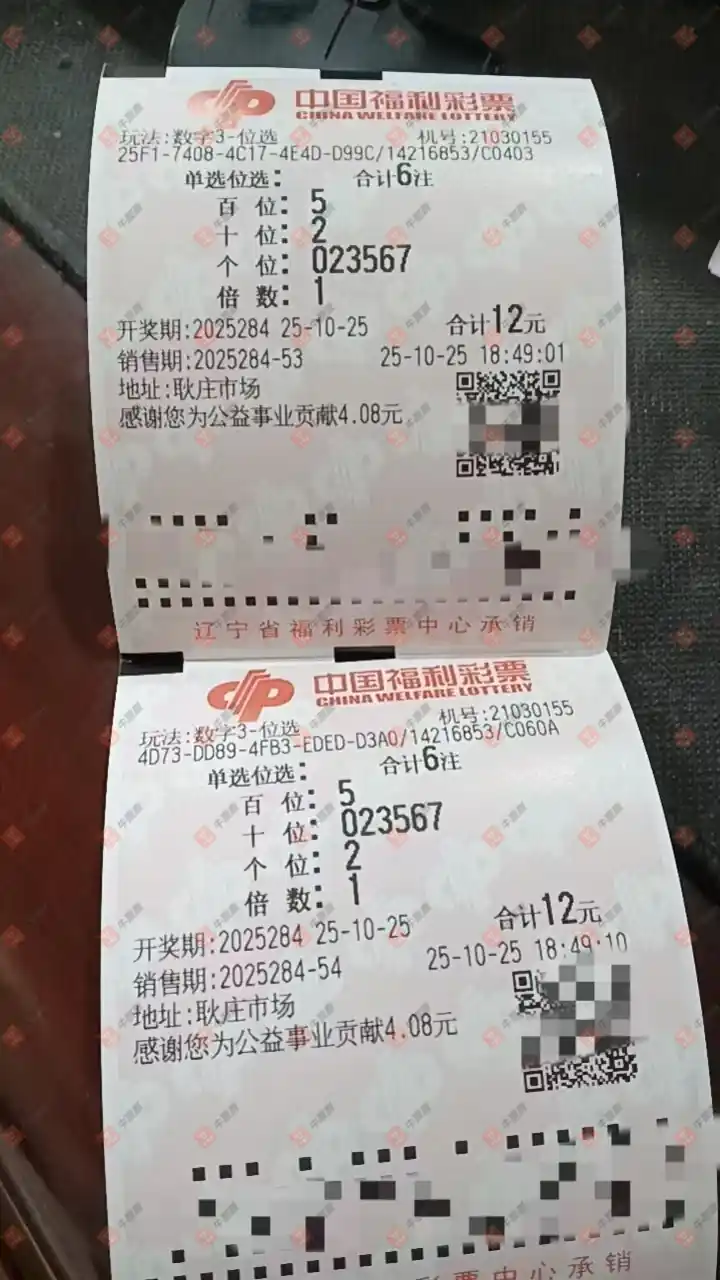 中国福利彩票
CHINA WELFARE LOTTERY
玩法:数字3-位选 机号:21030155
25F1-7408-4C17-4E4D-D99C/14216853/C0403
单选位选: 合计6注
百 位: 5
十 位: 2
个 位: 023567
倍 数: 1
开奖期:2025284 25-10-25 合计12元
销售期:2025284-53 25-10-25 18:49:01
地址:耿庄市场
感谢您为公益事业贡献4.08元
辽宁省福利彩票中心承销
中国福利彩票
CHINA WELFARE LOTTERY
玩法:数字3-位选 机号:21030155
4D73-DD89-4FB3-EDED-D3A0/14216853/C060A
单选位选: 合计6注
百 位: 5
十 位: 023567
个 位: 2
倍 数: 1
开奖期:2025284 25-10-25 合计12元
销售期:2025284-54 25-10-25 18:49:10
地址:耿庄市场
感谢您为公益事业贡献4.08元
彩票中心承销